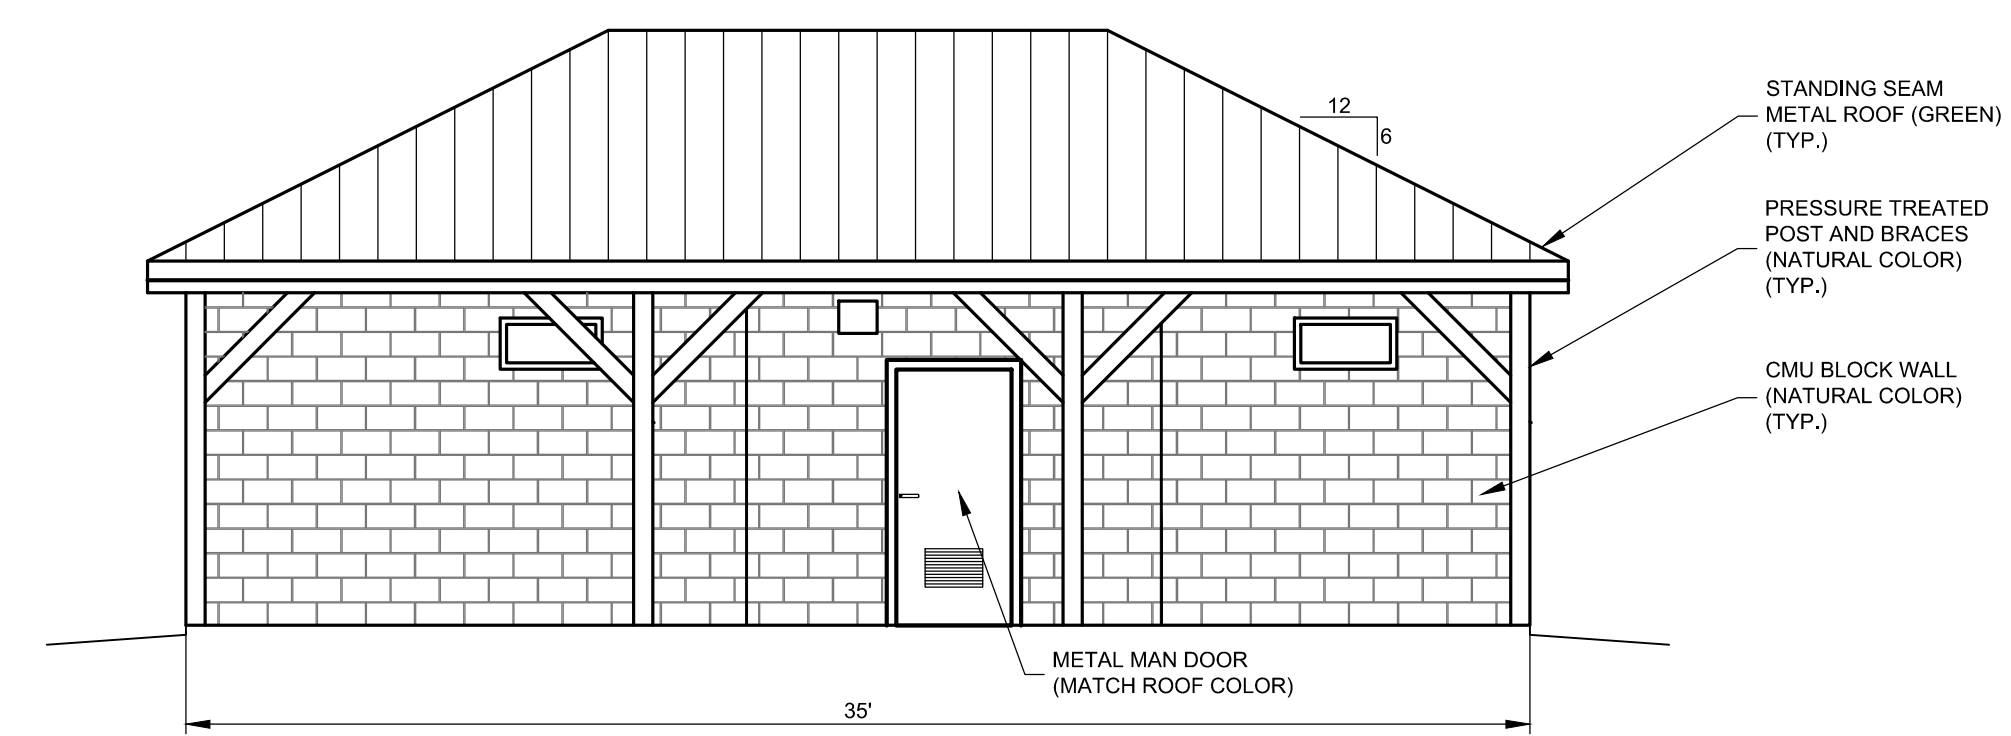 12
6
STANDING SEAM
METAL ROOF (GREEN)
(TYP.)
PRESSURE TREATED
POST AND BRACES
(NATURAL COLOR)
(TYP.)
CMU BLOCK WALL
(NATURAL COLOR)
(TYP.)
METAL MAN DOOR
(MATCH ROOF COLOR)
35'